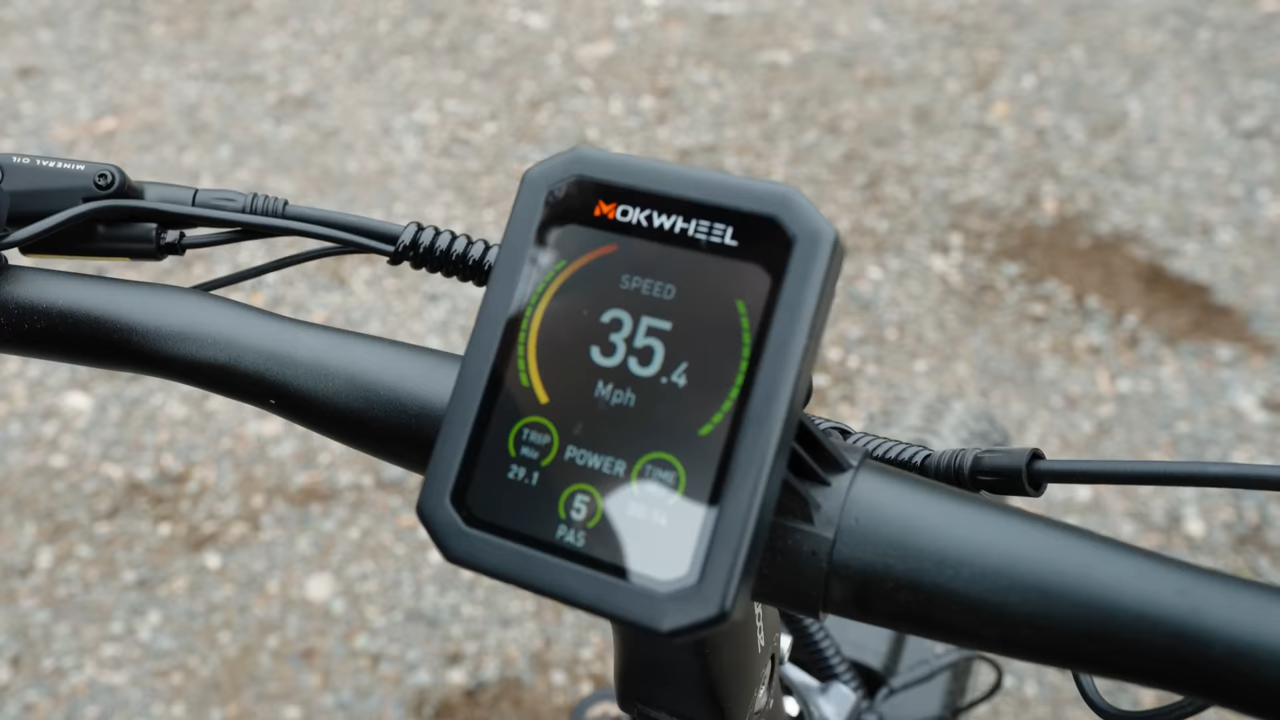 MINERAL OIL
MOKWHEEL
SPEED
35.4
Mph
TRIP
Mile
29.1
POWER
TIME
5
PAS